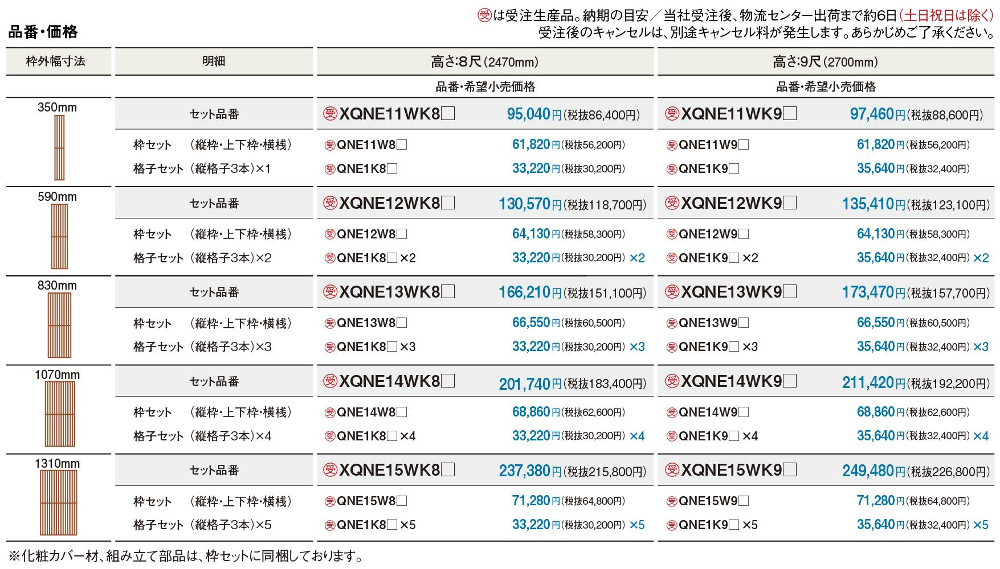 ㊝は受注生産品。納期の目安／当社受注後、物流センター出荷まで約6日(土日祝日は除く)
受注後のキャンセルは、別途キャンセル料が発生します。あらかじめご了承ください。
品番・価格
枠外幅寸法 明細 高さ:8尺(2470mm) 高さ:9尺(2700mm)
品番・希望小売価格 品番・希望小売価格
350mm セット品番 受XQNE11WK8□ 95,040円(税抜86,400円) 受XQNE11WK9□ 97,460円(税抜88,600円)
枠セット (縦枠・上下枠・横桟) 受QNE11W8□ 61,820円(税抜56,200円) 受QNE11W9□ 61,820円(税抜56,200円)
格子セット (縦格子3本)×1 受QNE1K8□ 33,220円(税抜30,200円) 受QNE1K9□ 35,640円(税抜32,400円)
590mm セット品番 受XQNE12WK8□ 130,570円(税抜118,700円) 受XQNE12WK9□ 135,410円(税抜123,100円)
枠セット (縦枠・上下枠・横桟) 受QNE12W8□ 64,130円(税抜58,300円) 受QNE12W9□ 64,130円(税抜58,300円)
格子セット (縦格子3本)×2 受QNE1K8□×2 33,220円(税抜30,200円)×2 受QNE1K9□×2 35,640円(税抜32,400円)×2
830mm セット品番 受XQNE13WK8□ 166,210円(税抜151,100円) 受XQNE13WK9□ 173,470円(税抜157,700円)
枠セット (縦枠・上下枠・横桟) 受QNE13W8□ 66,550円(税抜60,500円) 受QNE13W9□ 66,550円(税抜60,500円)
格子セット (縦格子3本)×3 受QNE1K8□×3 33,220円(税抜30,200円)×3 受QNE1K9□×3 35,640円(税抜32,400円)×3
1070mm セット品番 受XQNE14WK8□ 201,740円(税抜183,400円) 受XQNE14WK9□ 211,420円(税抜192,200円)
枠セット (縦枠・上下枠・横桟) 受QNE14W8□ 68,860円(税抜62,600円) 受QNE14W9□ 68,860円(税抜62,600円)
格子セット (縦格子3本)×4 受QNE1K8□×4 33,220円(税抜30,200円)×4 受QNE1K9□×4 35,640円(税抜32,400円)×4
1310mm セット品番 受XQNE15WK8□ 237,380円(税抜215,800円) 受XQNE15WK9□ 249,480円(税抜226,800円)
枠セット (縦枠・上下枠・横桟) 受QNE15W8□ 71,280円(税抜64,800円) 受QNE15W9□ 71,280円(税抜64,800円)
格子セット (縦格子3本)×5 受QNE1K8□×5 33,220円(税抜30,200円)×5 受QNE1K9□×5 35,640円(税抜32,400円)×5
※化粧カバー材、組み立て部品は、枠セットに同梱しております。